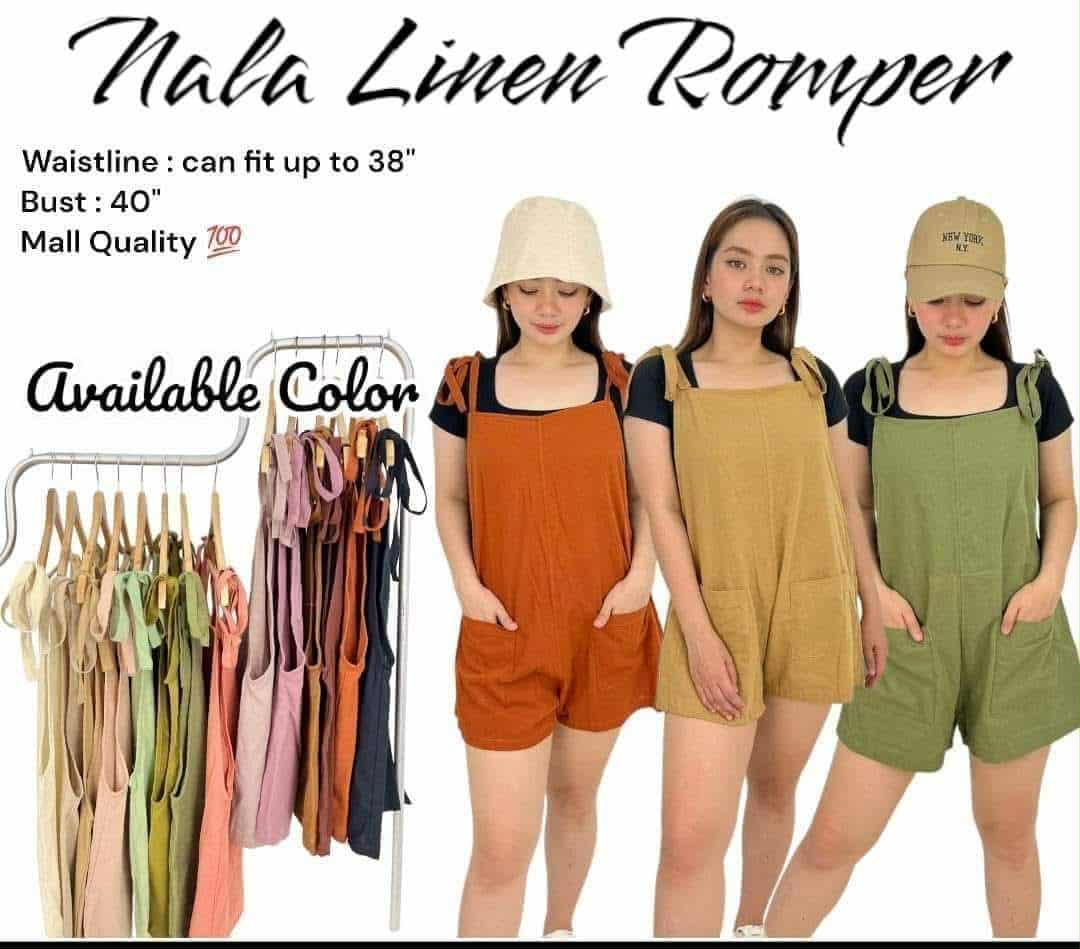 Nala Linen Romper
Waistline : can fit up to 38"
Bust : 40"
Mall Quality 💯
Available Color
NEW YORK
N.Y.